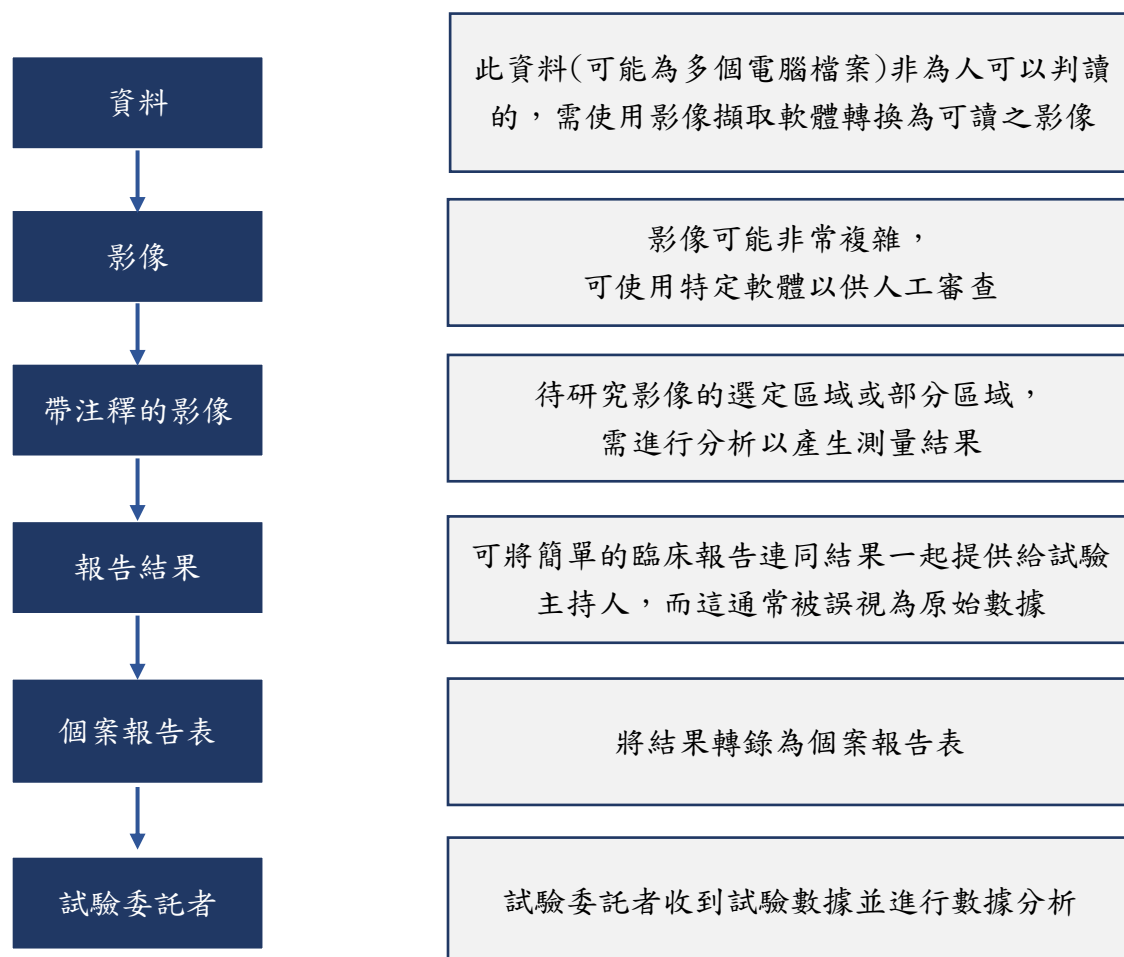 資料
此資料(可能為多個電腦檔案)非為人可以判讀
的，需使用影像擷取軟體轉換為可讀之影像
影像
影像可能非常複雜，
可使用特定軟體以供人工審查
帶注釋的影像
待研究影像的選定區域或部分區域，
需進行分析以產生測量結果
報告結果
可將簡單的臨床報告連同結果一起提供給試驗
主持人，而這通常被誤視為原始數據
個案報告表
將結果轉錄為個案報告表
試驗委託者
試驗委託者收到試驗數據並進行數據分析